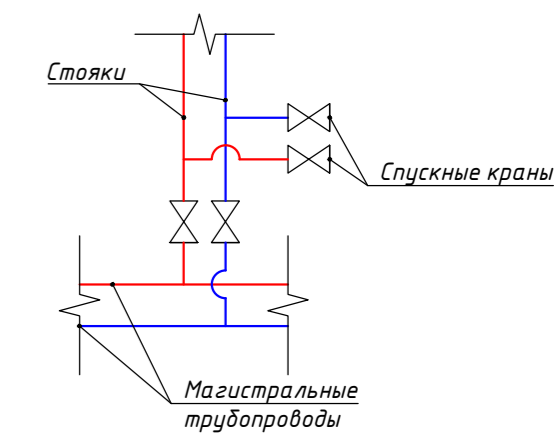 Стояки
Спускные краны
Магистральные
трубопроводы